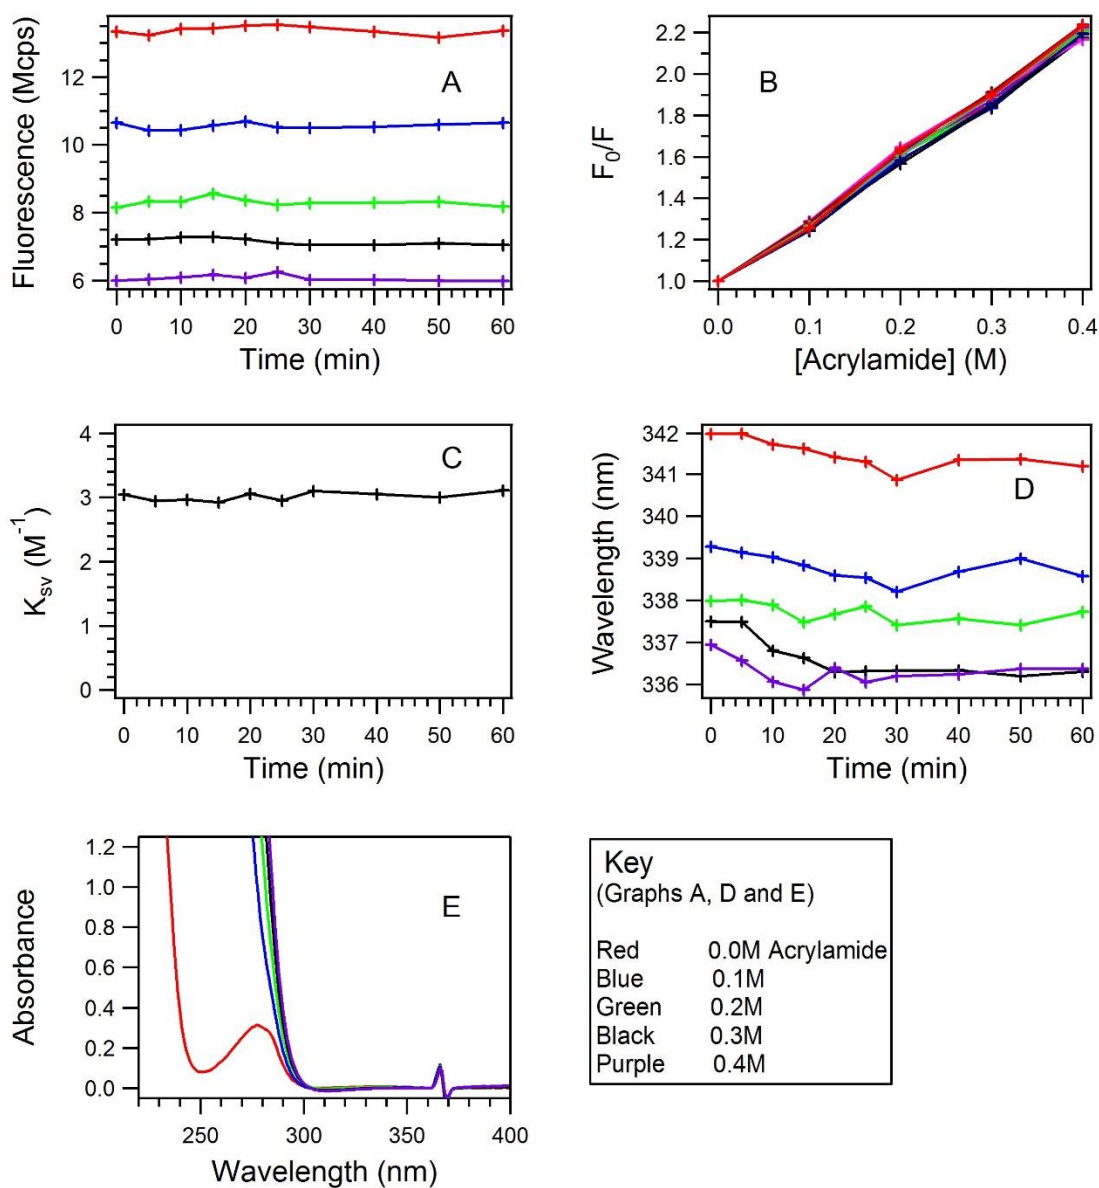 A
Fluorescence (Mcps)
12
10
8
6
0 10 20 30 40 50 60
Time (min)
B
F₀/F
2.2
2.0
1.8
1.6
1.4
1.2
1.0
0.0 0.1 0.2 0.3 0.4
[Acrylamide] (M)
C
Kₛᵥ (M⁻¹)
4
3
2
1
0
0 10 20 30 40 50 60
Time (min)
D
Wavelength (nm)
342
341
340
339
338
337
336
0 10 20 30 40 50 60
Time (min)
E
Absorbance
1.2
1.0
0.8
0.6
0.4
0.2
0.0
250 300 350 400
Wavelength (nm)
Key
(Graphs A, D and E)
Red 0.0M Acrylamide
Blue 0.1M
Green 0.2M
Black 0.3M
Purple 0.4M